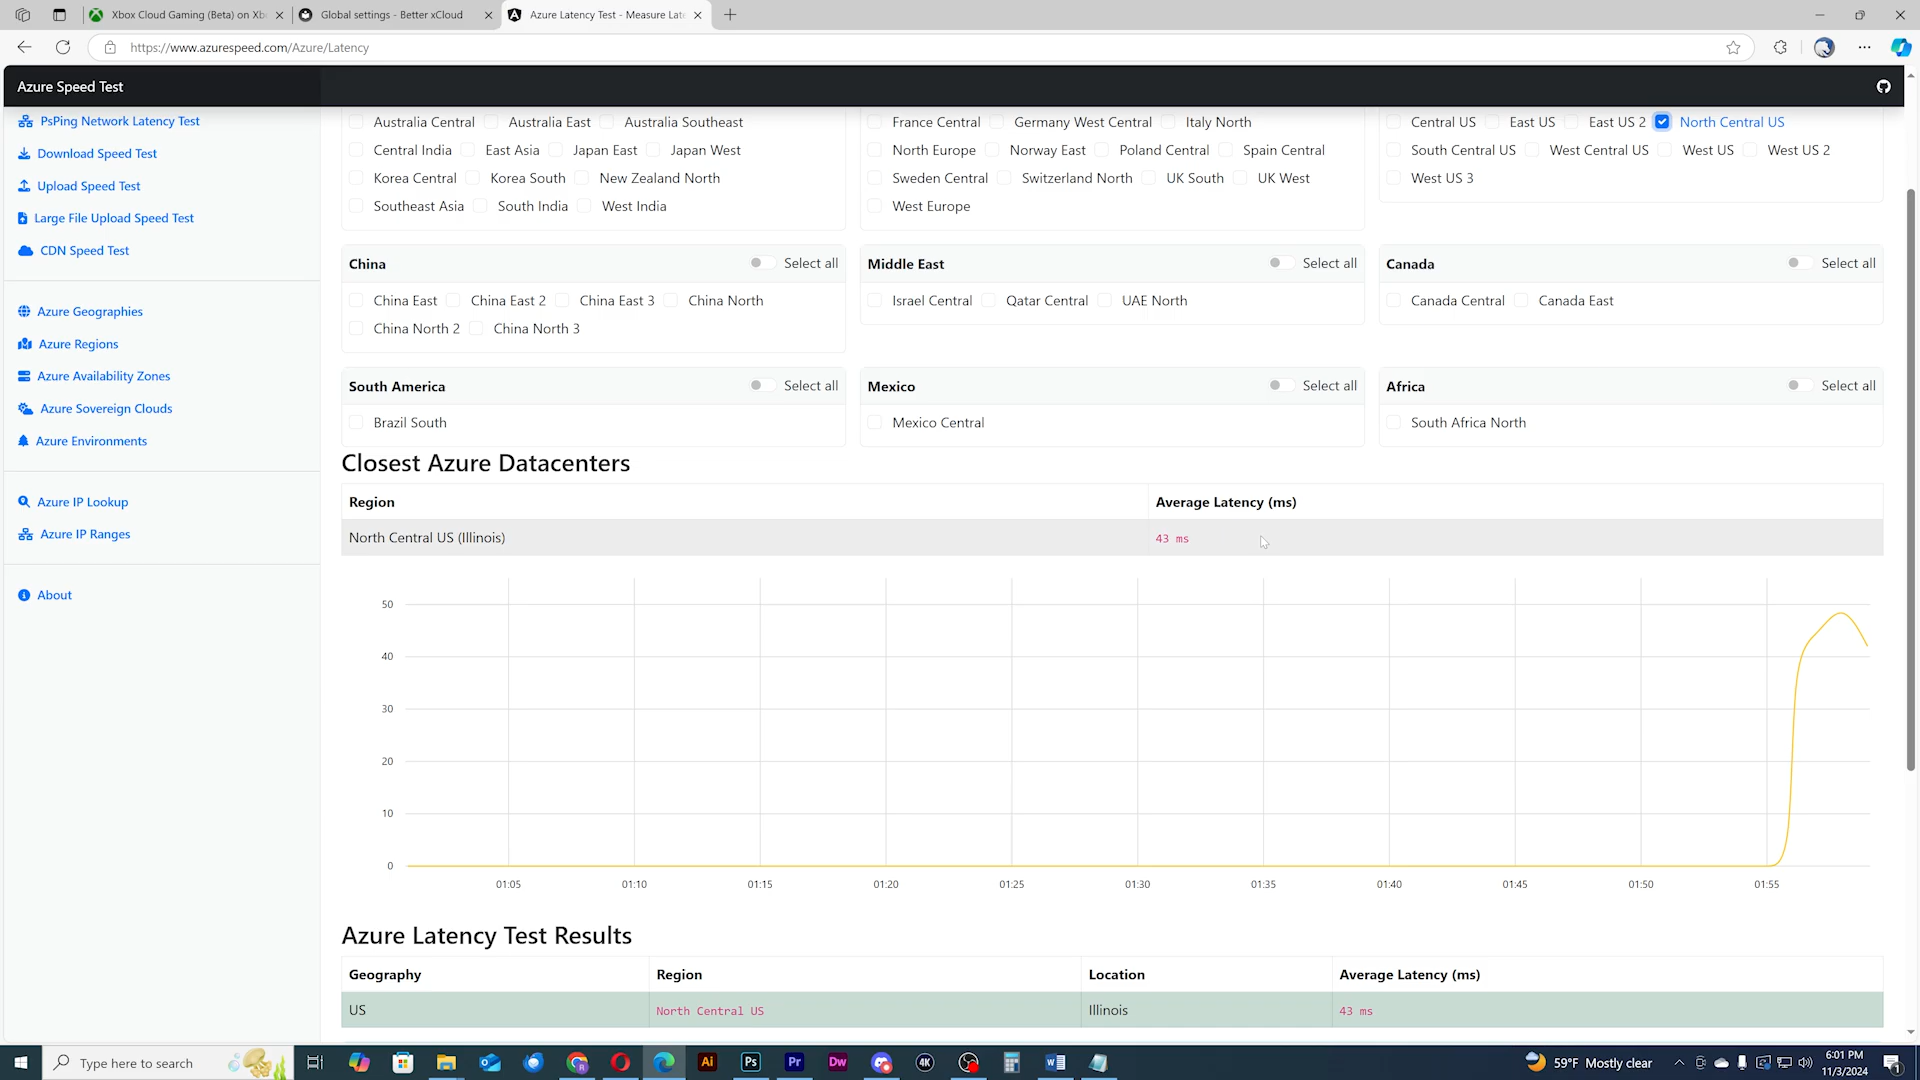 Xbox Cloud Gaming (Beta) on Xb
Global settings - Better xCloud
Azure Latency Test - Measure Late
https://www.azurespeed.com/Azure/Latency
Azure Speed Test
PsPing Network Latency Test
Download Speed Test
Upload Speed Test
Large File Upload Speed Test
CDN Speed Test
Azure Geographies
Azure Regions
Azure Availability Zones
Azure Sovereign Clouds
Azure Environments
Azure IP Lookup
Azure IP Ranges
About
Australia Central Australia East Australia Southeast
Central India East Asia Japan East Japan West
Korea Central Korea South New Zealand North
Southeast Asia South India West India
France Central Germany West Central Italy North
North Europe Norway East Poland Central Spain Central
Sweden Central Switzerland North UK South UK West
West Europe
Central US East US East US 2 North Central US
South Central US West Central US West US West US 2
West US 3
China Select all
China East China East 2 China East 3 China North
China North 2 China North 3
Middle East Select all
Israel Central Qatar Central UAE North
Canada Select all
Canada Central Canada East
South America Select all
Brazil South
Mexico Select all
Mexico Central
Africa Select all
South Africa North
Closest Azure Datacenters
Region Average Latency (ms)
North Central US (Illinois) 43 ms
50
40
30
20
10
0
01:05 01:10 01:15 01:20 01:25 01:30 01:35 01:40 01:45 01:50 01:55
Azure Latency Test Results
Geography Region Location Average Latency (ms)
US North Central US Illinois 43 ms
Type here to search
Ai Ps Pr Dw 4K
59°F Mostly clear
6:01 PM
11/3/2024
1